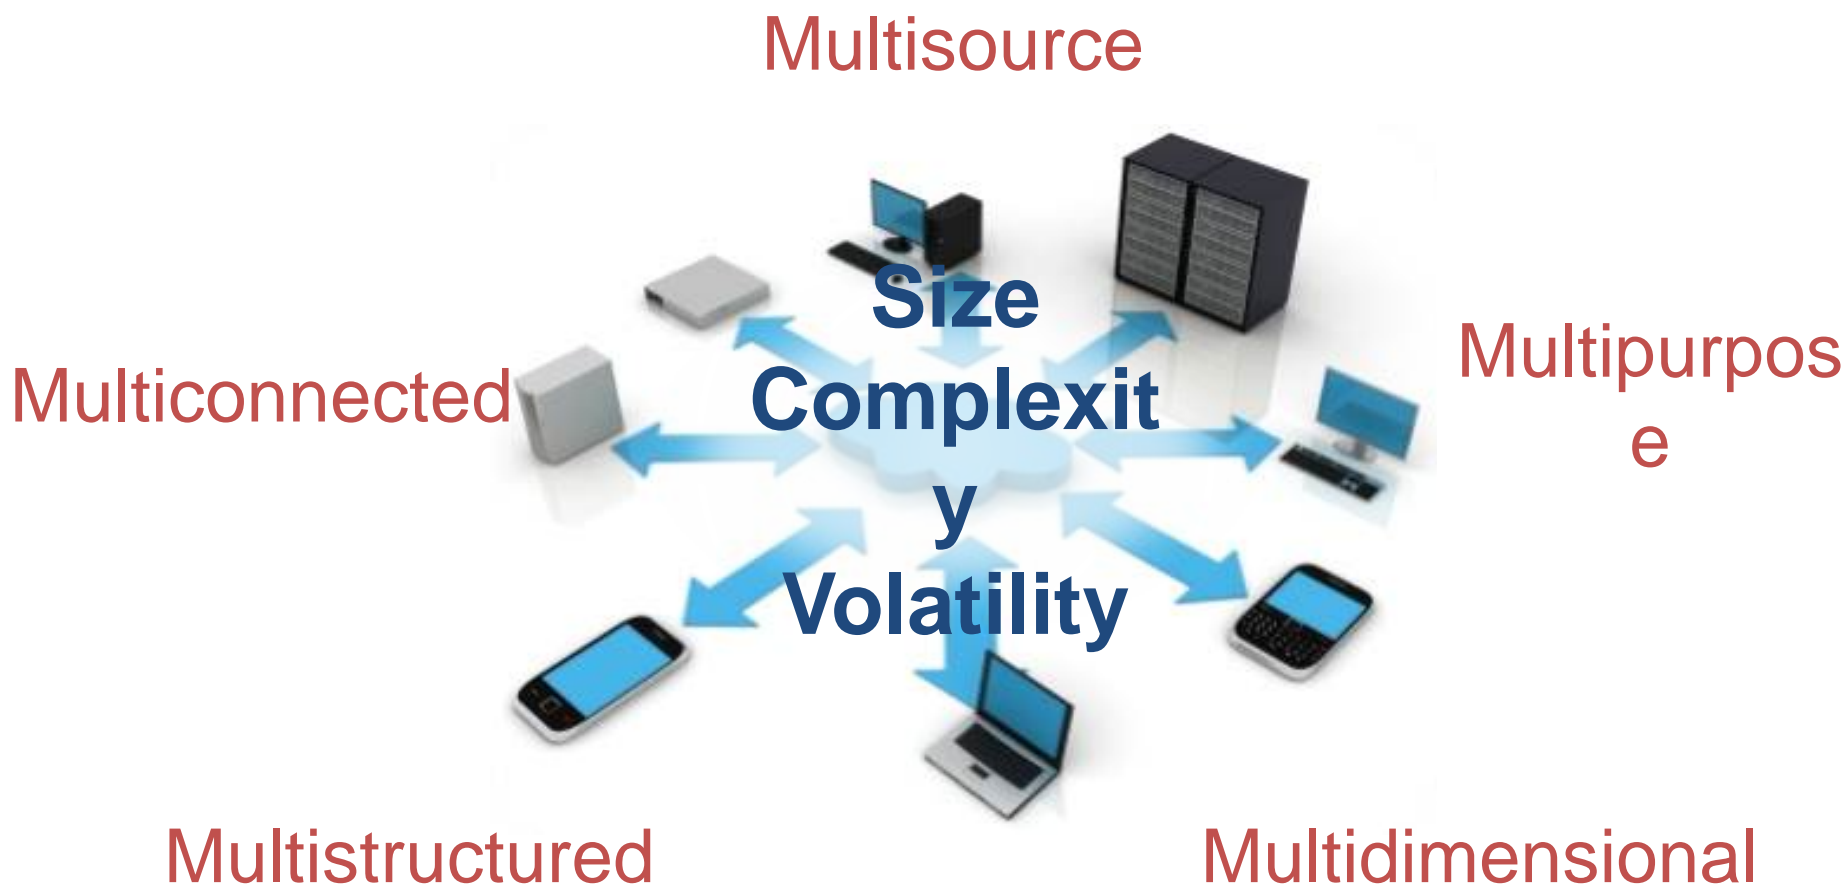 Multisource
Size
Multipurpos
e
Multiconnected
Complexit
y
Volatility
Multistructured
Multidimensional